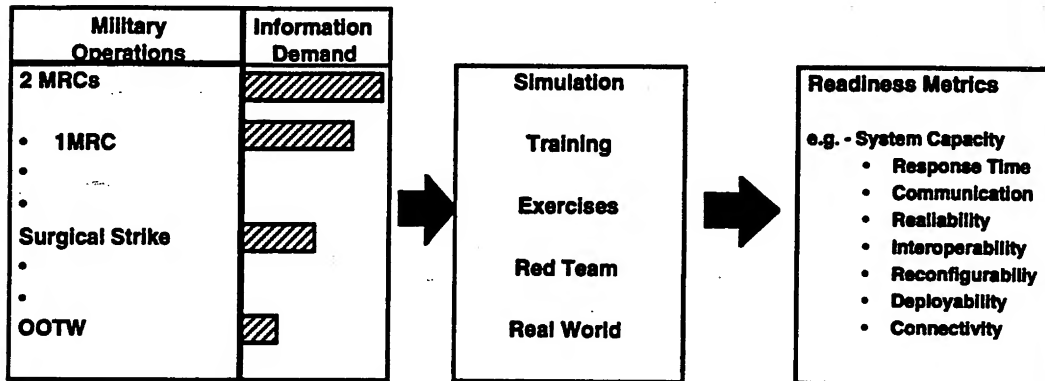 Military
Operations
Information
Demand
2 MRCs
• 1MRC
•
•
Surgical Strike
•
•
OOTW
Simulation
Training
Exercises
Red Team
Real World
Readiness Metrics
e.g. - System Capacity
• Response Time
• Communication
• Realiability
• Interoperability
• Reconfigurabiliy
• Deployability
• Connectivity